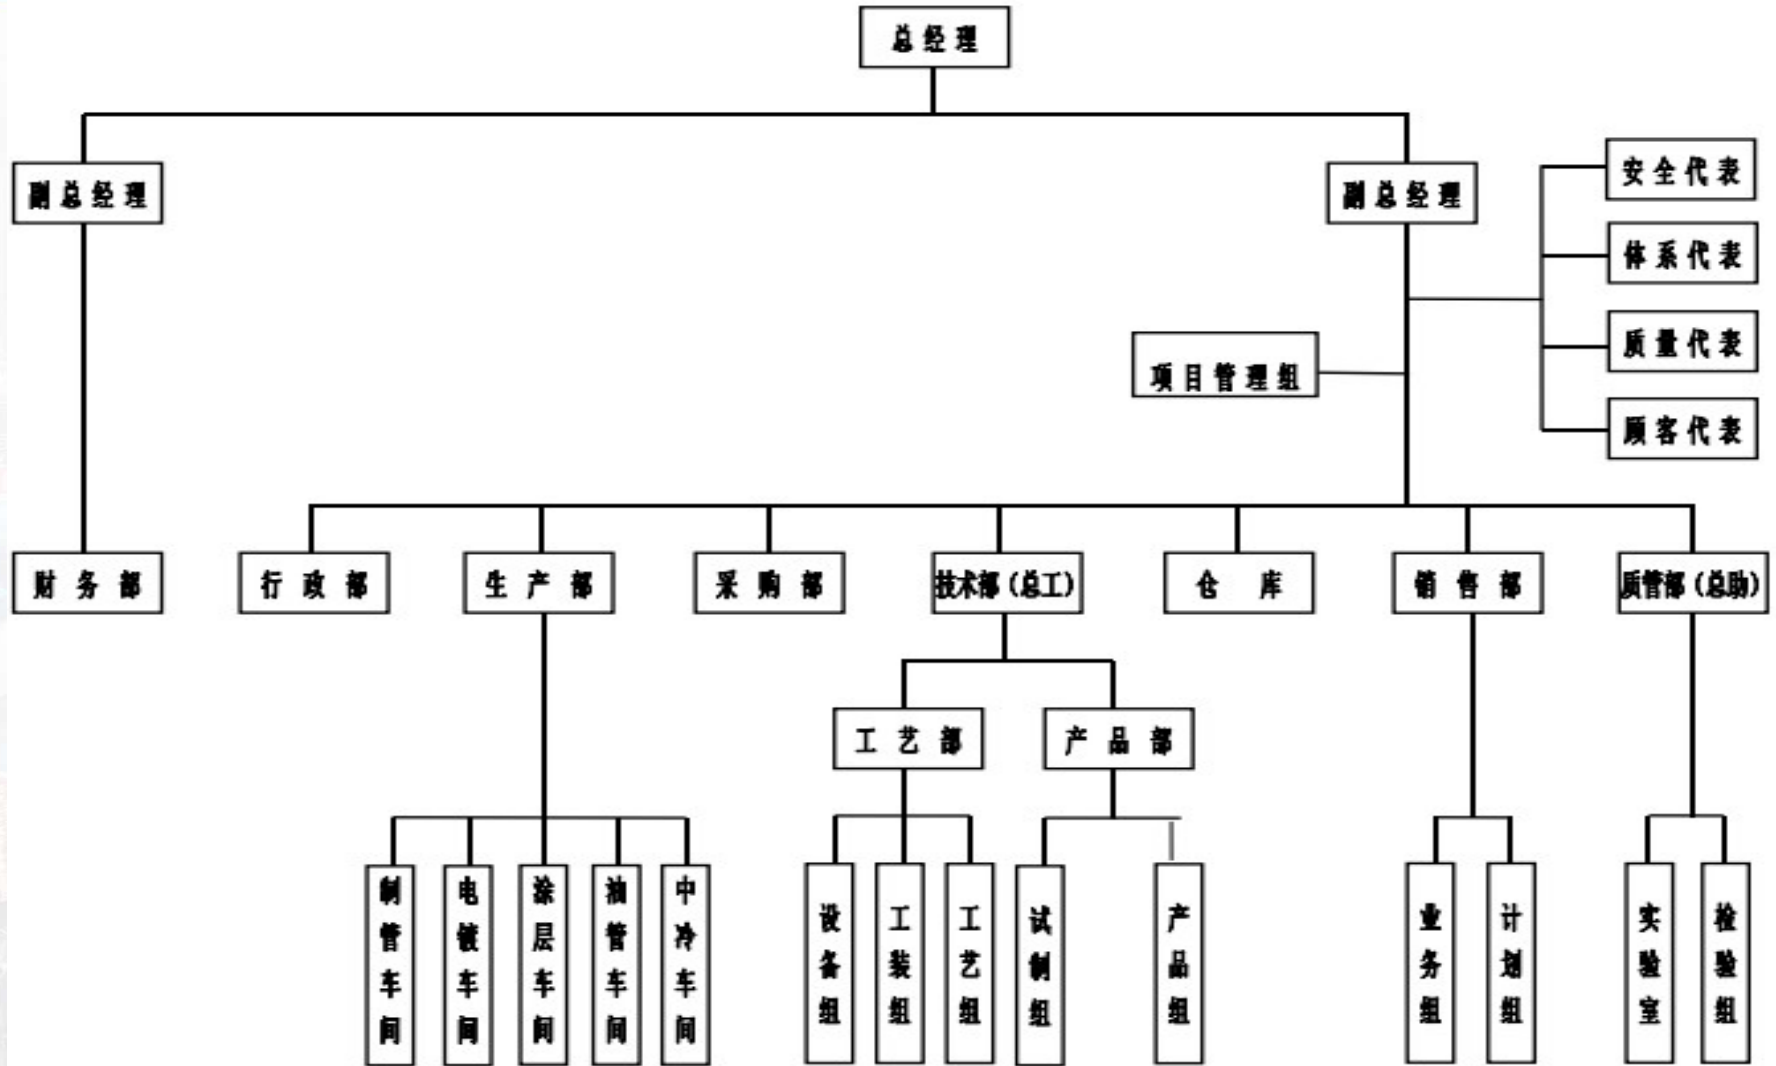 总经理
副总经理
副总经理
安全代表
体系代表
质量代表
顾客代表
项目管理组
财务部
行政部
生产部
采购部
技术部（总工）
仓库
销售部
质管部（总助）
工艺部
产品部
制管车间
电镀车间
涂层车间
油管车间
中冷车间
设备组
工装组
工艺组
试制组
产品组
业务组
计划组
实验室
检验组